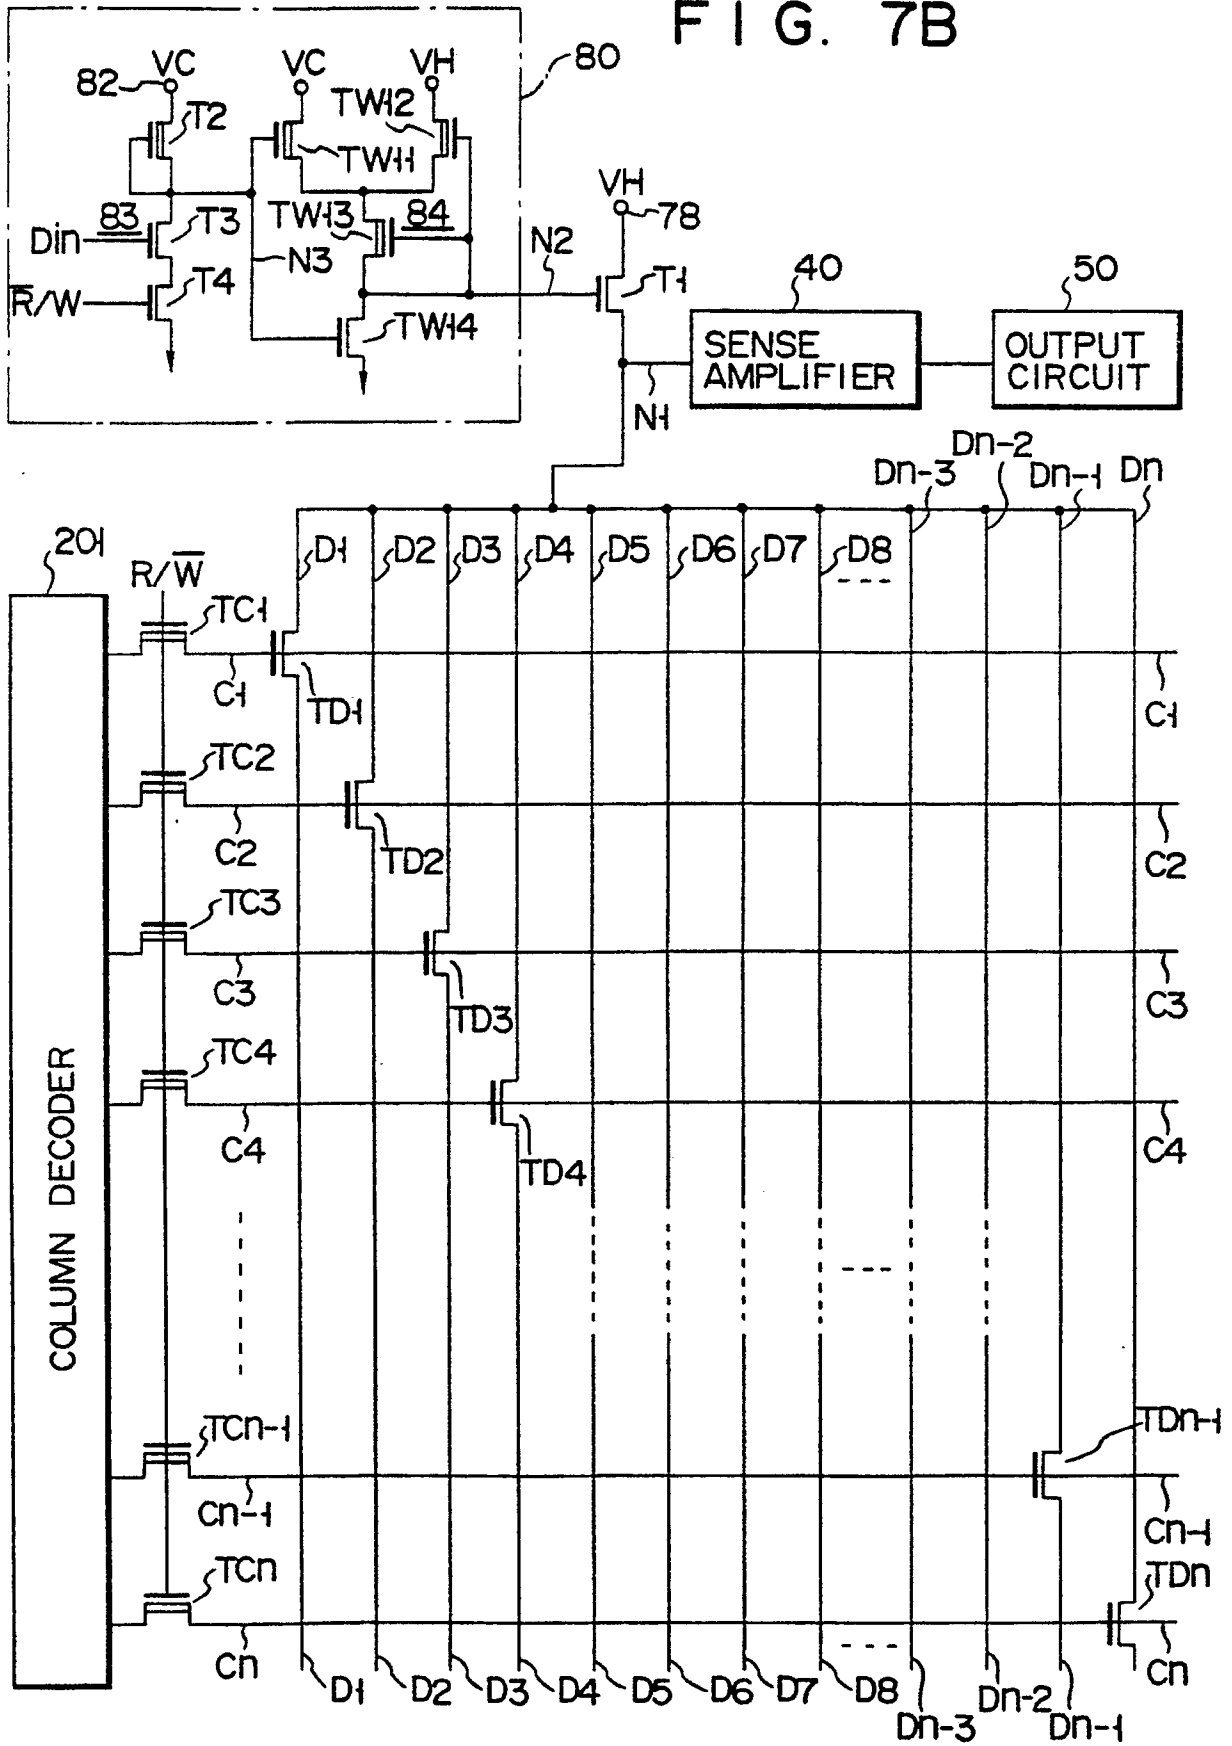 FIG. 7B
80
VC
VC
VH
82
T2
TW12
TW11
VH
83
T3
TW13
84
78
Din
N3
N2
T4
T1
40
50
R̅/W
TW14
SENSE
AMPLIFIER
OUTPUT
CIRCUIT
N1
Dn-2
Dn-3
Dn-1
Dn
201
R/W̅
D1
D2
D3
D4
D5
D6
D7
D8
TC1
C1
TD1
C1
TC2
C2
TD2
C2
TC3
C3
TD3
C3
TC4
C4
TD4
C4
COLUMN DECODER
TCn-1
TDn-1
Cn-1
Cn-1
TCn
TDn
Cn
Cn
D1
D2
D3
D4
D5
D6
D7
D8
Dn-3
Dn-2
Dn-1